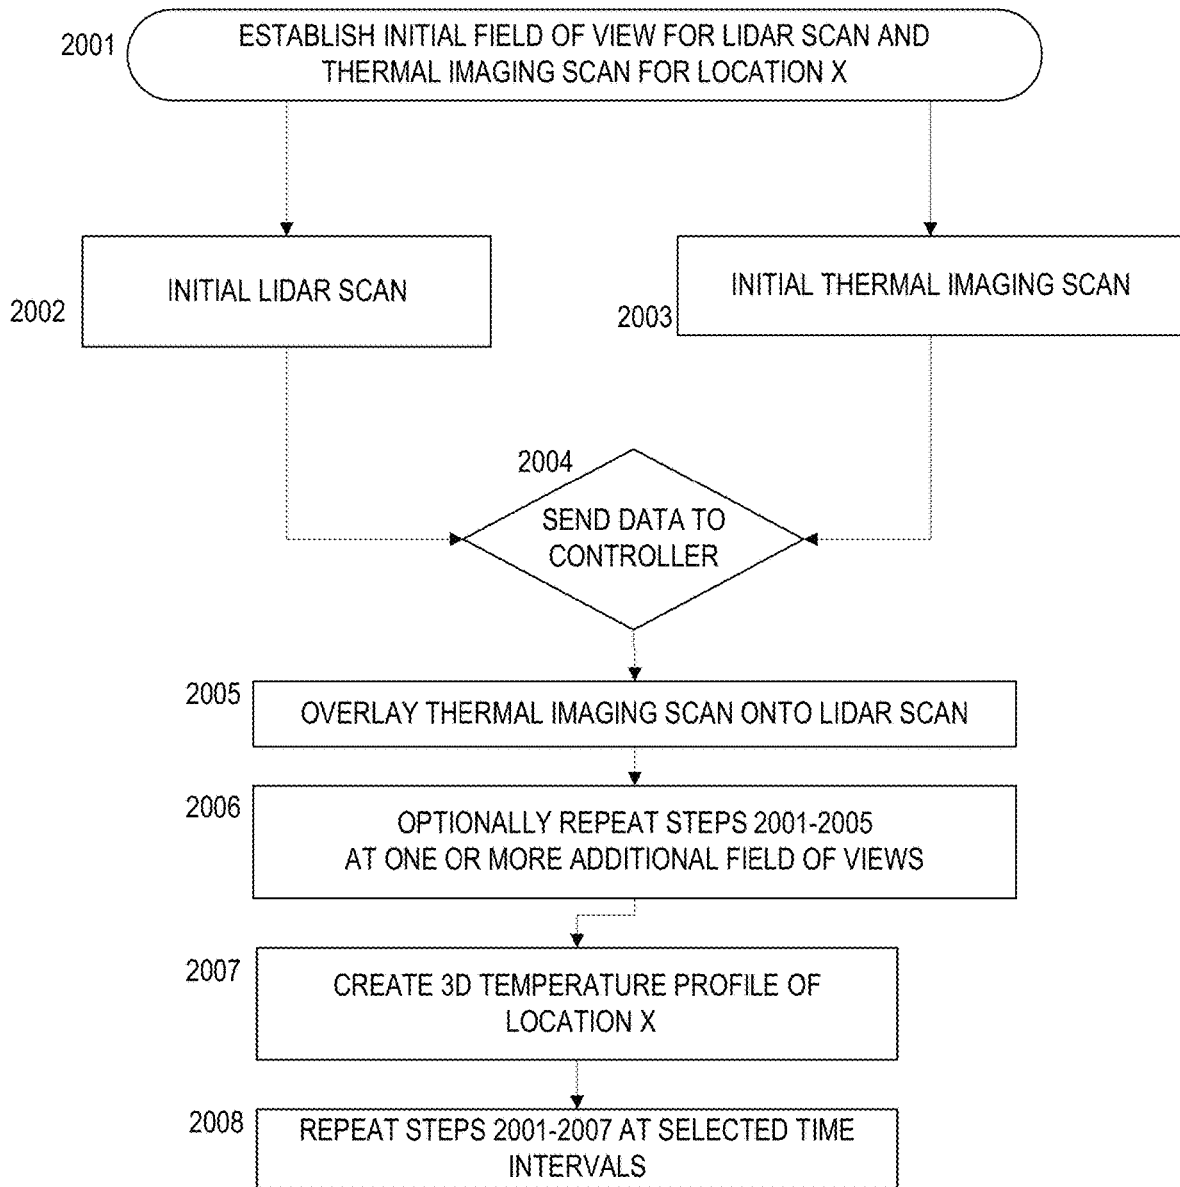 2001
ESTABLISH INITIAL FIELD OF VIEW FOR LIDAR SCAN AND
THERMAL IMAGING SCAN FOR LOCATION X
2002
INITIAL LIDAR SCAN
2003
INITIAL THERMAL IMAGING SCAN
2004
SEND DATA TO
CONTROLLER
2005
OVERLAY THERMAL IMAGING SCAN ONTO LIDAR SCAN
2006
OPTIONALLY REPEAT STEPS 2001-2005
AT ONE OR MORE ADDITIONAL FIELD OF VIEWS
2007
CREATE 3D TEMPERATURE PROFILE OF
LOCATION X
2008
REPEAT STEPS 2001-2007 AT SELECTED TIME
INTERVALS